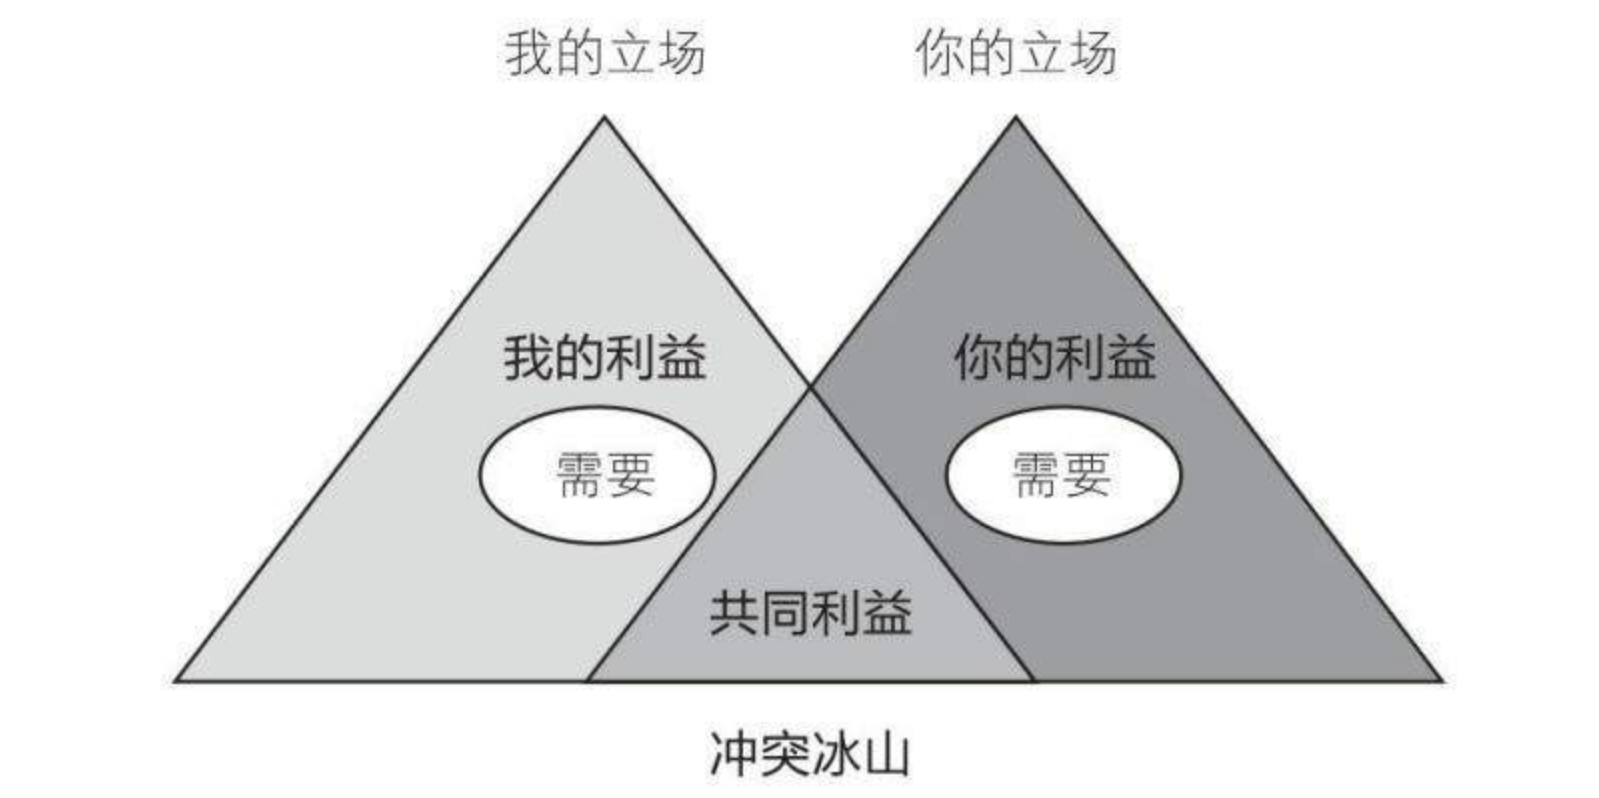 我的立场
你的立场
我的利益
你的利益
需要
需要
共同利益
冲突冰山